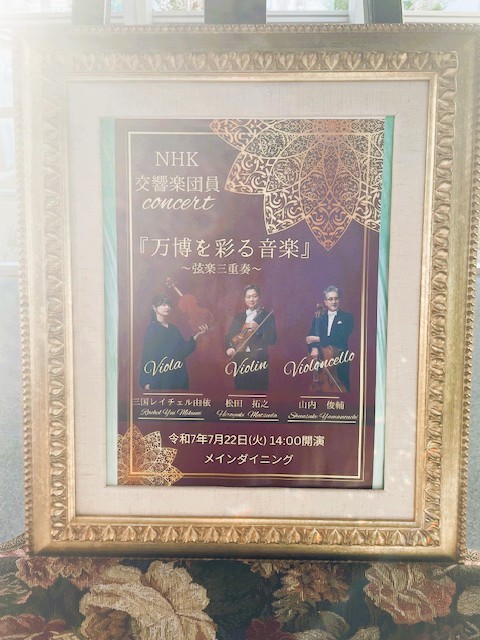 NHK
交響楽団員
concert
『万博を彩る音楽』
～弦楽三重奏～
Viola
Violin
Violoncello
三国レイチェル由依
松田 拓之
山内 俊輔
Rachel Yui Mikuni
Hiroyuki Matsuda
Shunsuke Yamanouchi
令和7年7月22日(火) 14:00開演
メインダイニング